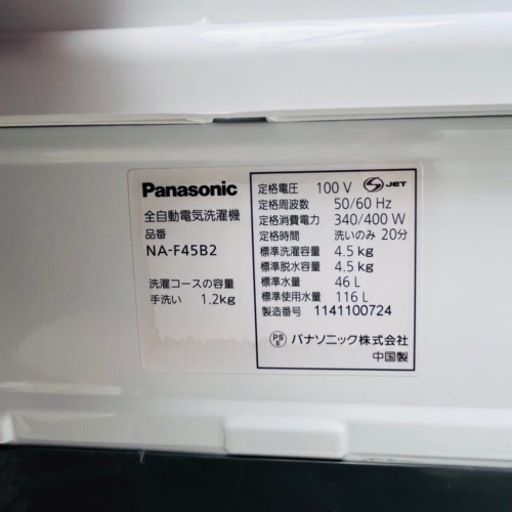 Panasonic
全自動電気洗濯機
品番
NA-F45B2
洗濯コースの容量
手洗い 1.2kg
定格電圧 100 V S JET
定格周波数 50/60 Hz
定格消費電力 340/400 W
定格時間 洗いのみ 20分
標準洗濯容量 4.5kg
標準脱水容量 4.5kg
標準水量 46 L
標準使用水量 116 L
製造番号 1141100724
PS E パナソニック株式会社
中国製